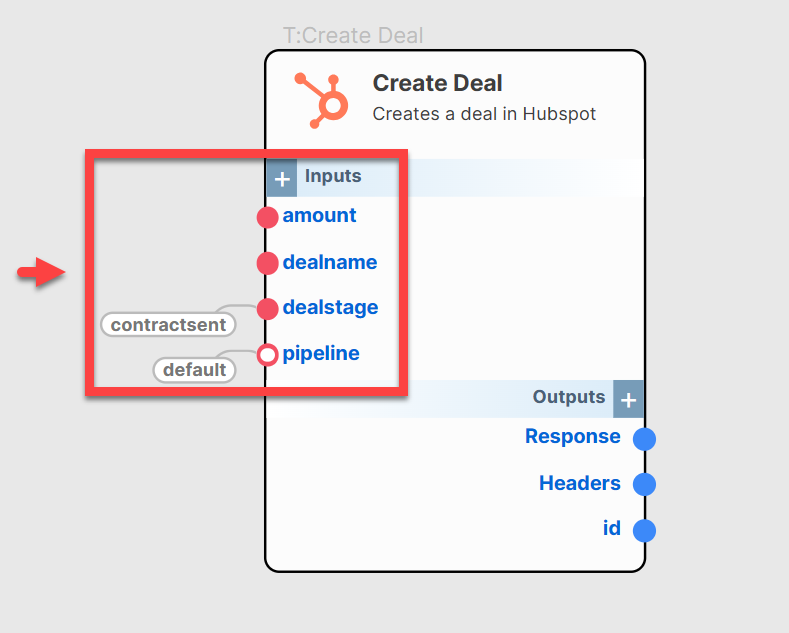 T:Create Deal
Create Deal
Creates a deal in Hubspot
+ Inputs
amount
dealname
dealstage
contractsent
pipeline
default
Outputs +
Response
Headers
id